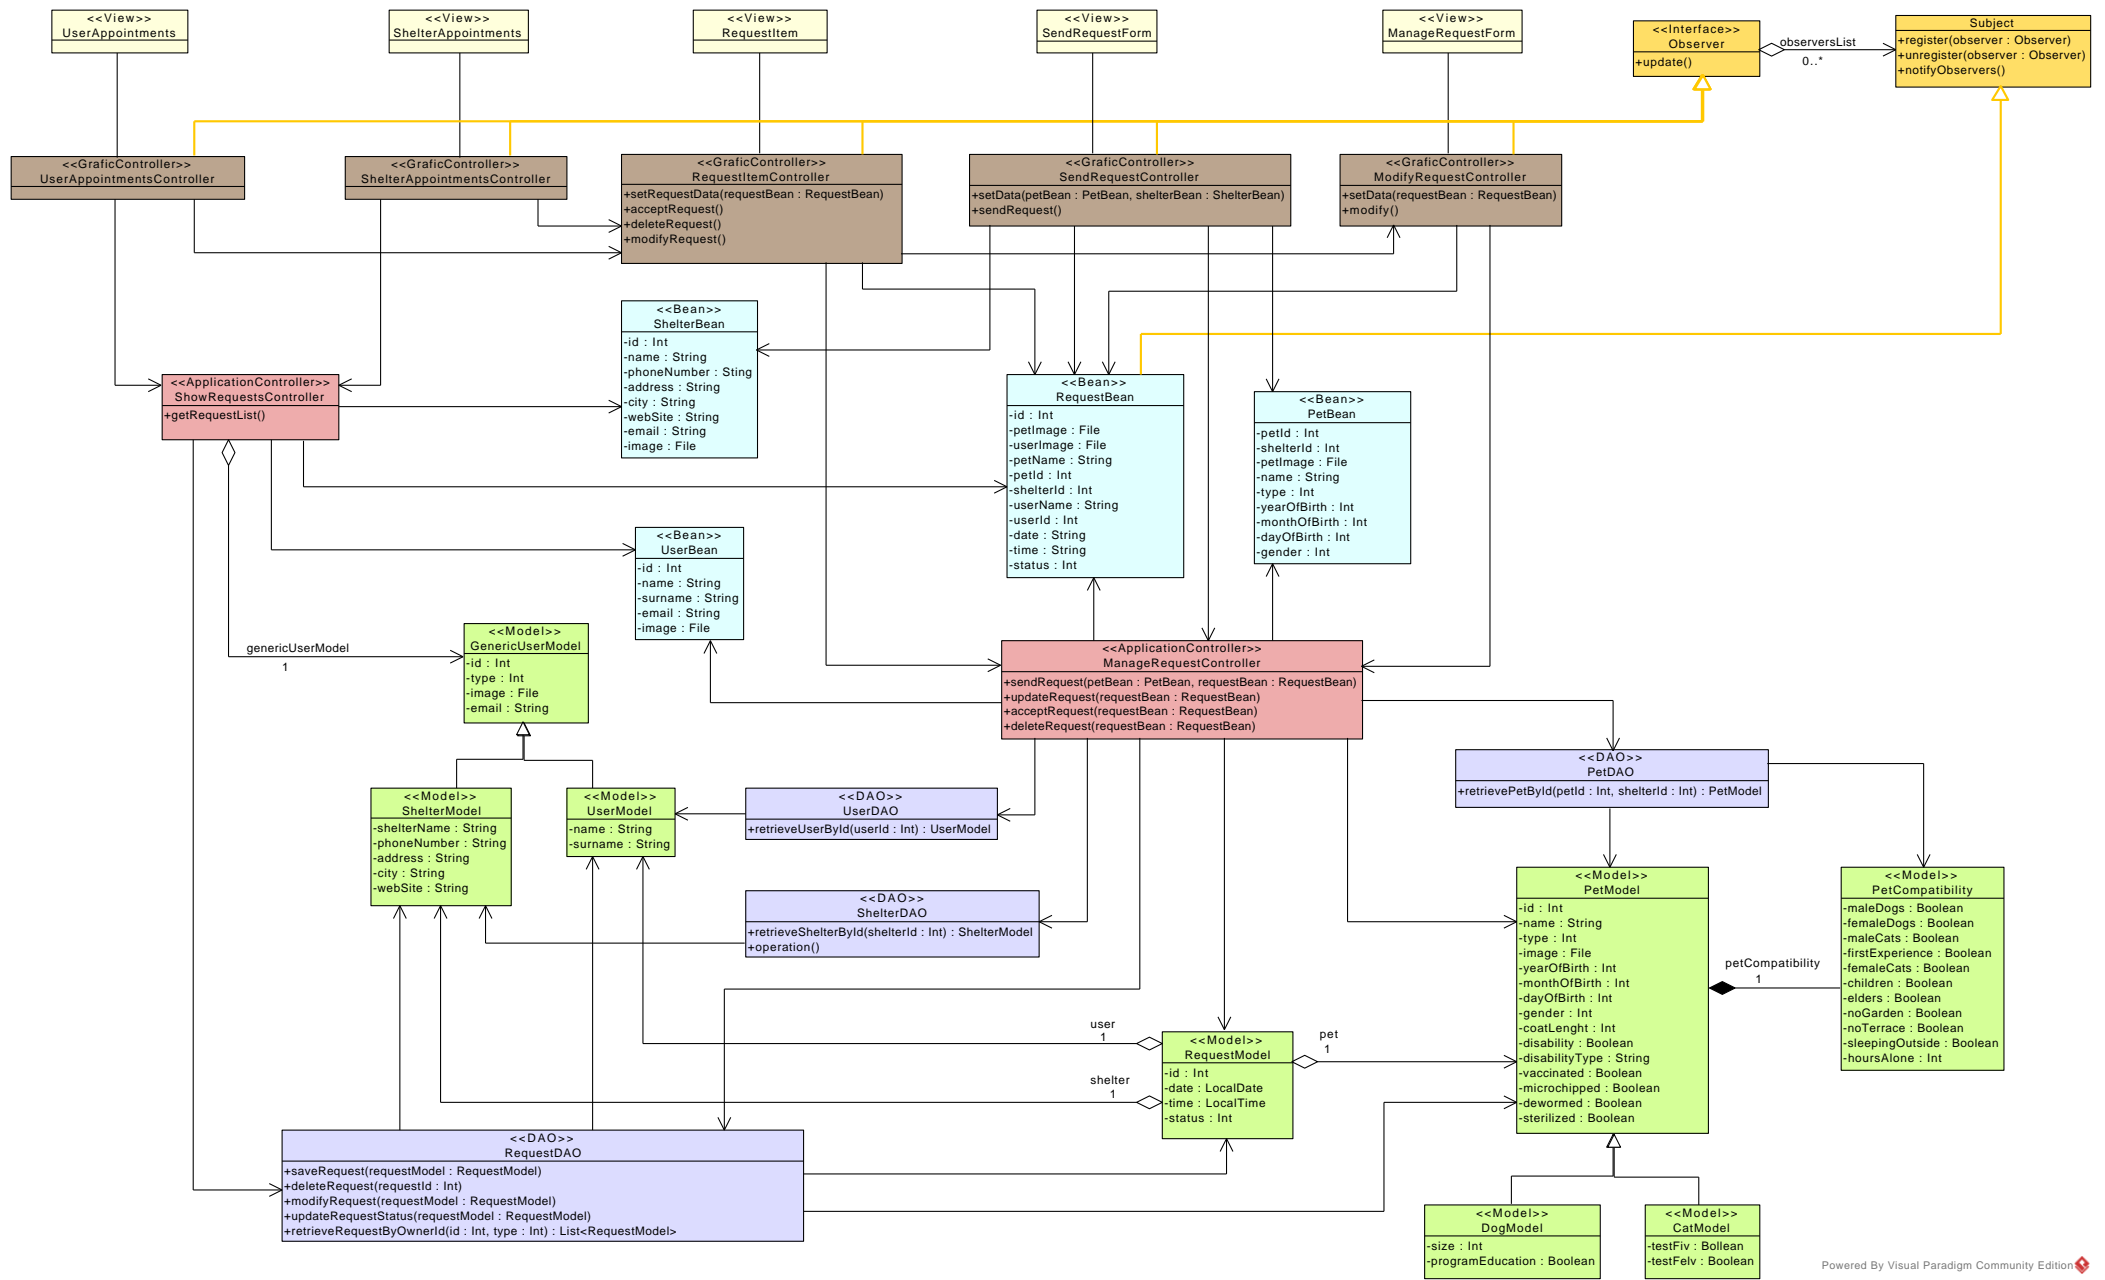 <<View>>
UserAppointments
<<View>>
ShelterAppointments
<<View>>
RequestItem
<<View>>
SendRequestForm
<<View>>
ManageRequestForm
<<Interface>>
Observer
+update()
observersList
0..*
Subject
+register(observer : Observer)
+unregister(observer : Observer)
+notifyObservers()
<<GraficController>>
UserAppointmentsController
<<GraficController>>
ShelterAppointmentsController
<<GraficController>>
RequestItemController
+setRequestData(requestBean : RequestBean)
+acceptRequest()
+deleteRequest()
+modifyRequest()
<<GraficController>>
SendRequestController
+setData(petBean : PetBean, shelterBean : ShelterBean)
+sendRequest()
<<GraficController>>
ModifyRequestController
+setData(requestBean : RequestBean)
+modify()
<<Bean>>
ShelterBean
-id : Int
-name : String
-phoneNumber : Sting
-address : String
-city : String
-webSite : String
-email : String
-image : File
<<ApplicationController>>
ShowRequestsController
+getRequestList()
<<Bean>>
RequestBean
-id : Int
-petImage : File
-userImage : File
-petName : String
-petId : Int
-shelterId : Int
-userName : String
-userId : Int
-date : String
-time : String
-status : Int
<<Bean>>
PetBean
-petId : Int
-shelterId : Int
-petImage : File
-name : String
-type : Int
-yearOfBirth : Int
-monthOfBirth : Int
-dayOfBirth : Int
-gender : Int
<<Bean>>
UserBean
-id : Int
-name : String
-surname : String
-email : String
-image : File
genericUserModel
1
<<Model>>
GenericUserModel
-id : Int
-type : Int
-image : File
-email : String
<<ApplicationController>>
ManageRequestController
+sendRequest(petBean : PetBean, requestBean : RequestBean)
+updateRequest(requestBean : RequestBean)
+acceptRequest(requestBean : RequestBean)
+deleteRequest(requestBean : RequestBean)
<<DAO>>
PetDAO
+retrievePetById(petId : Int, shelterId : Int) : PetModel
<<Model>>
ShelterModel
-shelterName : String
-phoneNumber : String
-address : String
-city : String
-webSite : String
<<Model>>
UserModel
-name : String
-surname : String
<<DAO>>
UserDAO
+retrieveUserById(userId : Int) : UserModel
<<DAO>>
ShelterDAO
+retrieveShelterById(shelterId : Int) : ShelterModel
+operation()
<<Model>>
PetModel
-id : Int
-name : String
-type : Int
-image : File
-yearOfBirth : Int
-monthOfBirth : Int
-dayOfBirth : Int
-gender : Int
-coatLenght : Int
-disability : Boolean
-disabilityType : String
-vaccinated : Boolean
-microchipped : Boolean
-dewormed : Boolean
-sterilized : Boolean
petCompatibility
1
<<Model>>
PetCompatibility
-maleDogs : Boolean
-femaleDogs : Boolean
-maleCats : Boolean
-firstExperience : Boolean
-femaleCats : Boolean
-children : Boolean
-elders : Boolean
-noGarden : Boolean
-noTerrace : Boolean
-sleepingOutside : Boolean
-hoursAlone : Int
user
1
shelter
1
<<Model>>
RequestModel
-id : Int
-date : LocalDate
-time : LocalTime
-status : Int
pet
1
<<DAO>>
RequestDAO
+saveRequest(requestModel : RequestModel)
+deleteRequest(requestId : Int)
+modifyRequest(requestModel : RequestModel)
+updateRequestStatus(requestModel : RequestModel)
+retrieveRequestByOwnerId(id : Int, type : Int) : List<RequestModel>
<<Model>>
DogModel
-size : Int
-programEducation : Boolean
<<Model>>
CatModel
-testFiv : Bollean
-testFelv : Boolean
Powered By Visual Paradigm Community Edition